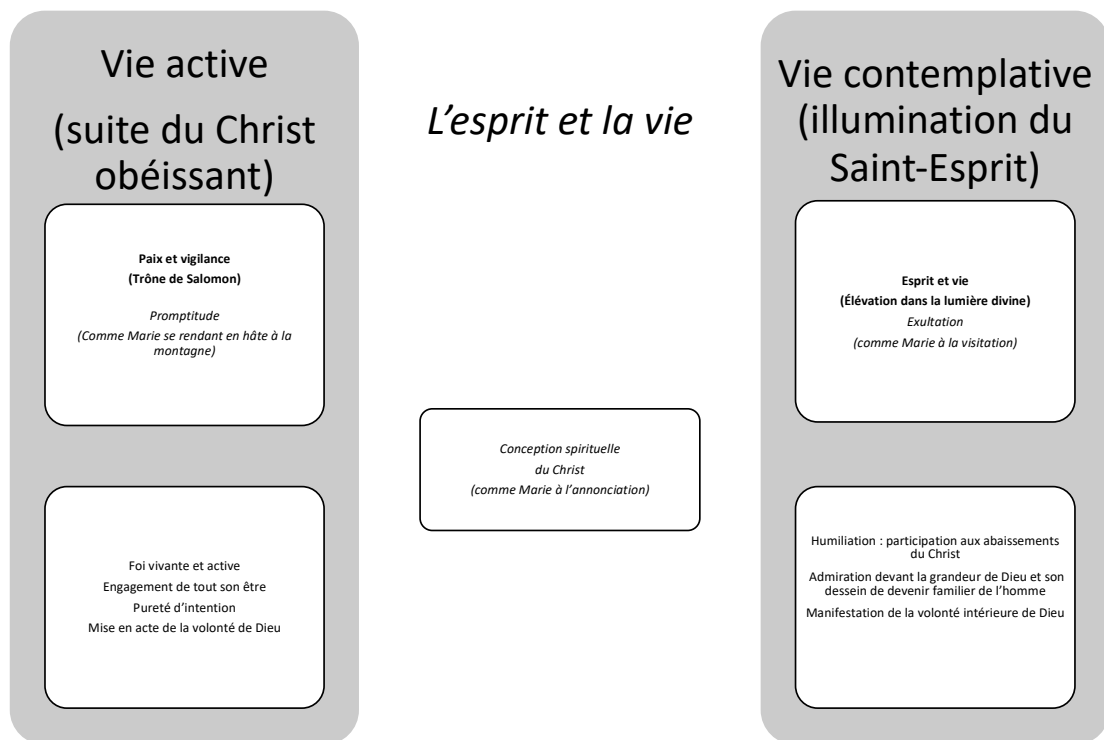 Vie active
(suite du Christ
obéissant)
Paix et vigilance
(Trône de Salomon)
Promptitude
(Comme Marie se rendant en hâte à la
montagne)
Foi vivante et active
Engagement de tout son être
Pureté d’intention
Mise en acte de la volonté de Dieu
L’esprit et la vie
Conception spirituelle
du Christ
(comme Marie à l’annonciation)
Vie contemplative
(illumination du
Saint-Esprit)
Esprit et vie
(Élévation dans la lumière divine)
Exultation
(comme Marie à la visitation)
Humiliation : participation aux abaissements
du Christ
Admiration devant la grandeur de Dieu et son
dessein de devenir familier de l’homme
Manifestation de la volonté intérieure de Dieu